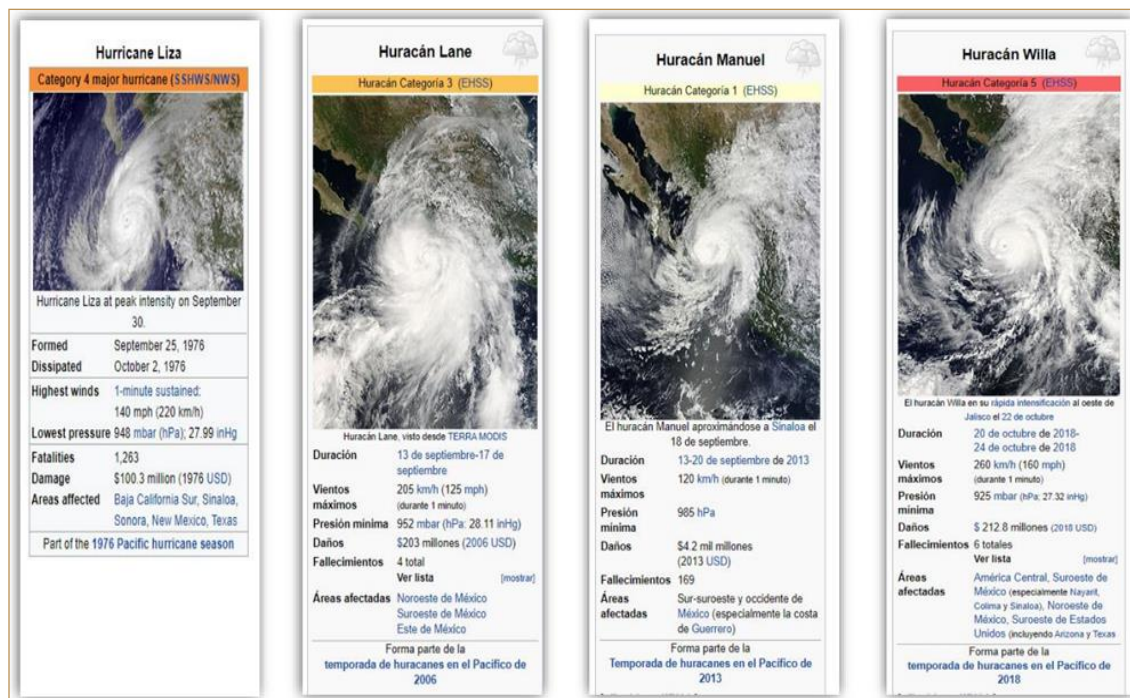 Hurricane Liza
Category 4 major hurricane (SSHWS/NWS)
Hurricane Liza at peak intensity on September
30.
Formed September 25, 1976
Dissipated October 2, 1976
Highest winds 1-minute sustained:
140 mph (220 km/h)
Lowest pressure 948 mbar (hPa); 27.99 inHg
Fatalities 1,263
Damage $100.3 million (1976 USD)
Areas affected Baja California Sur, Sinaloa,
Sonora, New Mexico, Texas
Part of the 1976 Pacific hurricane season
Huracán Lane
Huracán Categoría 3 (EHSS)
Huracán Lane, visto desde TERRA MODIS
Duración 13 de septiembre-17 de
septiembre
Vientos 205 km/h (125 mph)
máximos (durante 1 minuto)
Presión mínima 952 mbar (hPa: 28.11 inHg)
Daños $203 millones (2006 USD)
Fallecimientos 4 total
Ver lista [mostrar]
Áreas afectadas Noroeste de México
Suroeste de México
Este de México
Forma parte de la
temporada de huracanes en el Pacífico de
2006
Huracán Manuel
Huracán Categoría 1 (EHSS)
El huracán Manuel aproximándose a Sinaloa el
18 de septiembre.
Duración 13-20 de septiembre de 2013
Vientos 120 km/h (durante 1 minuto)
máximos
Presión 985 hPa
mínima
Daños $4.2 mil millones
(2013 USD)
Fallecimientos 169
Áreas Sur-suroeste y occidente de
afectadas México (especialmente la costa
de Guerrero)
Forma parte de la
Temporada de huracanes en el Pacífico de
2013
Huracán Willa
Huracán Categoría 5 (EHSS)
El huracán Willa en su rápida intensificación al oeste de
Jalisco el 22 de octubre
Duración 20 de octubre de 2018-
24 de octubre de 2018
Vientos 260 km/h (160 mph)
máximos (durante 1 minuto)
Presión 925 mbar (hPa: 27.32 inHg)
mínima
Daños $ 212.8 millones (2018 USD)
Fallecimientos 6 totales
Ver lista [mostrar]
Áreas América Central, Suroeste de
afectadas México (especialmente Nayarit,
Colima y Sinaloa), Noroeste de
México, Suroeste de Estados
Unidos (incluyendo Arizona y Texas
Forma parte de la
temporada de huracanes en el Pacífico de
2018